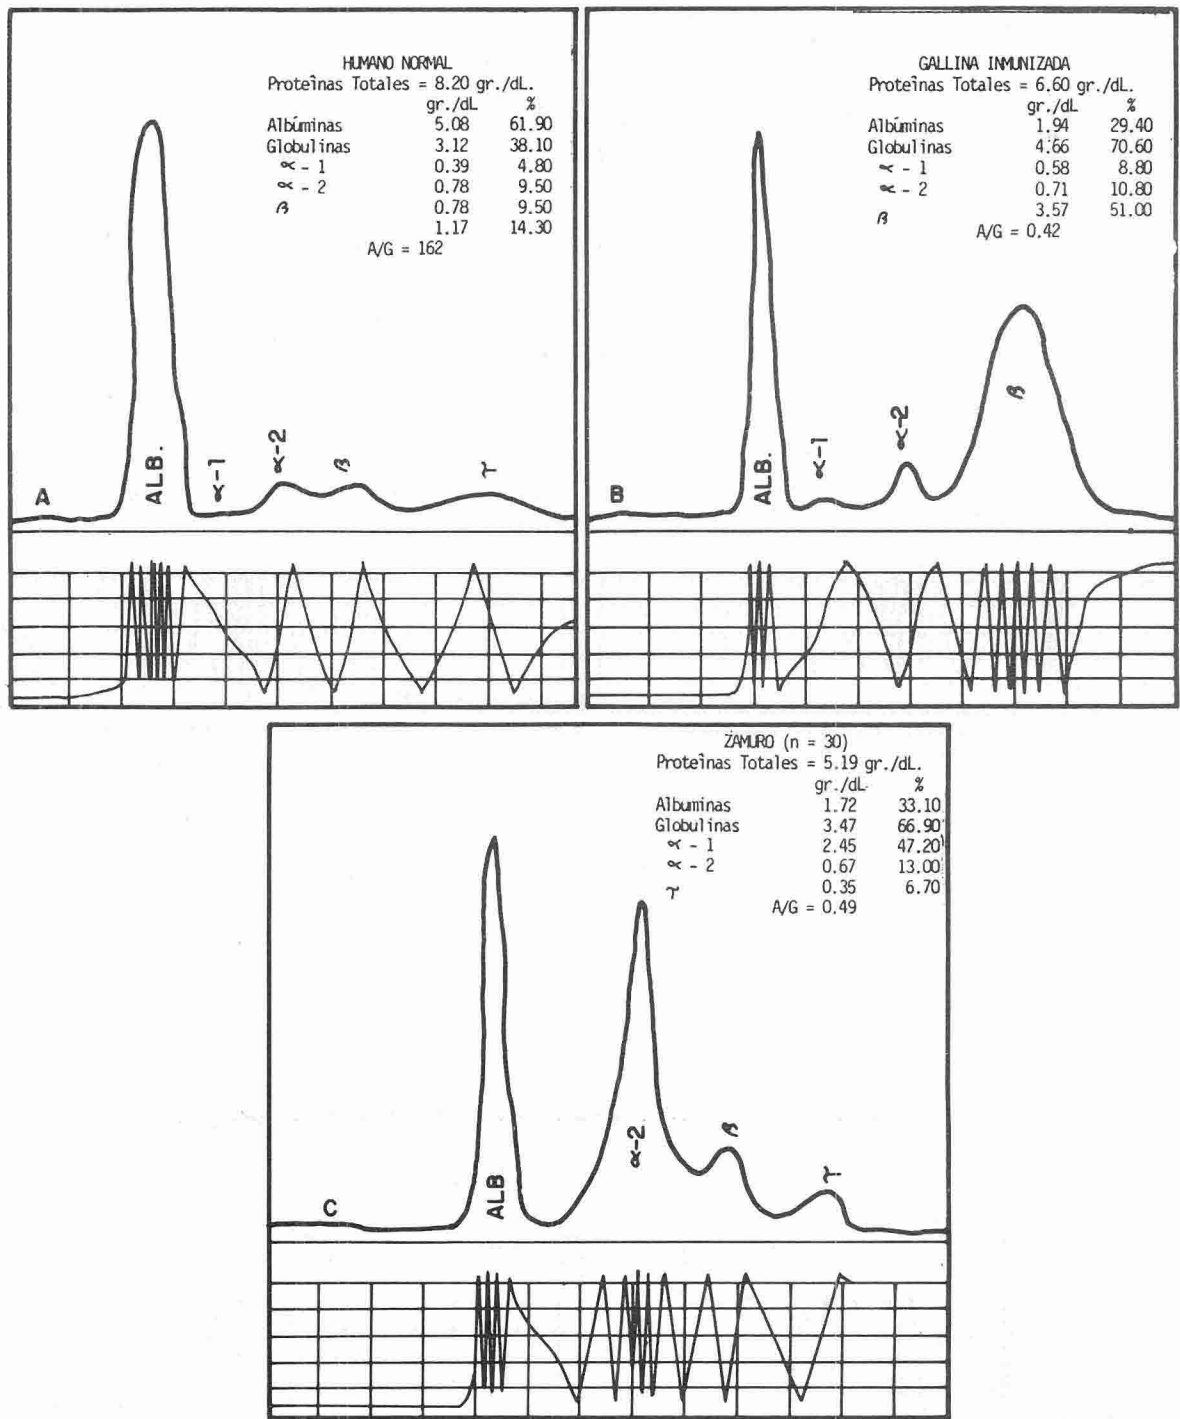 HUMANO NORMAL
Proteînas Totales = 8.20 gr./dL.
gr./dL %
Albúminas 5.08 61.90
Globulinas 3.12 38.10
∝ - 1 0.39 4.80
∝ - 2 0.78 9.50
β 0.78 9.50
1.17 14.30
A/G = 162
A
ALB.
∝-1
∝-2
β
γ
GALLINA INMUNIZADA
Proteînas Totales = 6.60 gr./dL.
gr./dL %
Albúminas 1.94 29.40
Globulinas 4.66 70.60
∝ - 1 0.58 8.80
∝ - 2 0.71 10.80
β 3.57 51.00
A/G = 0.42
B
ALB.
∝-1
∝-2
β
ZAMURO (n = 30)
Proteînas Totales = 5.19 gr./dL.
gr./dL %
Albuminas 1.72 33.10
Globulinas 3.47 66.90
∝ - 1 2.45 47.20
∝ - 2 0.67 13.00
γ 0.35 6.70
A/G = 0.49
C
ALB
∝-2
β
γ